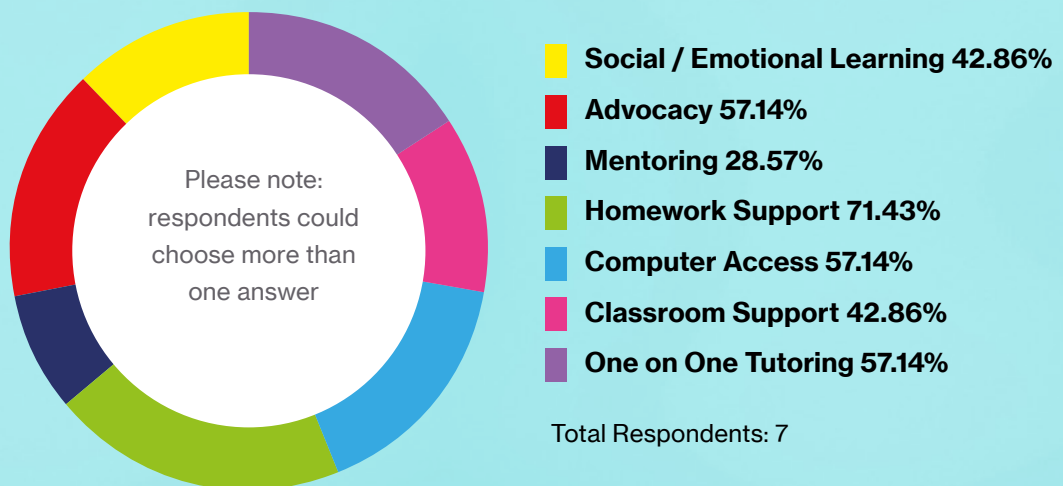 Please note:
respondents could
choose more than
one answer
Social / Emotional Learning 42.86%
Advocacy 57.14%
Mentoring 28.57%
Homework Support 71.43%
Computer Access 57.14%
Classroom Support 42.86%
One on One Tutoring 57.14%
Total Respondents: 7